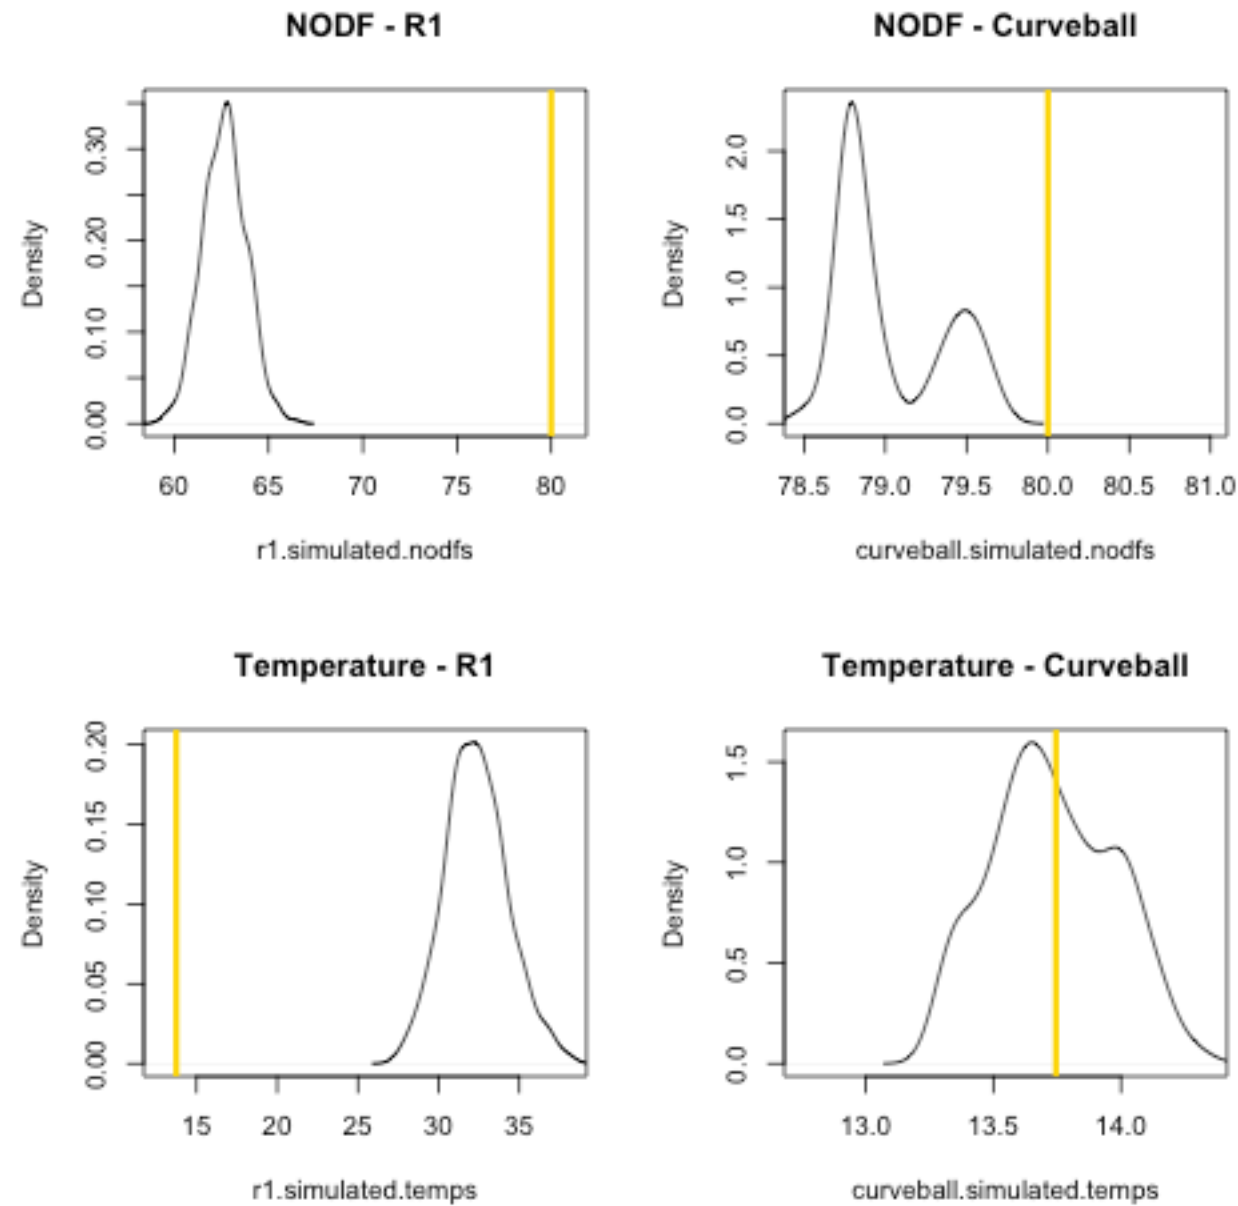 NODF - R1
Density
0.00 0.10 0.20 0.30
60 65 70 75 80
r1.simulated.nodfs
NODF - Curveball
Density
0.0 0.5 1.0 1.5 2.0
78.5 79.0 79.5 80.0 80.5 81.0
curveball.simulated.nodfs
Temperature - R1
Density
0.00 0.05 0.10 0.15 0.20
15 20 25 30 35
r1.simulated.temps
Temperature - Curveball
Density
0.0 0.5 1.0 1.5
13.0 13.5 14.0
curveball.simulated.temps